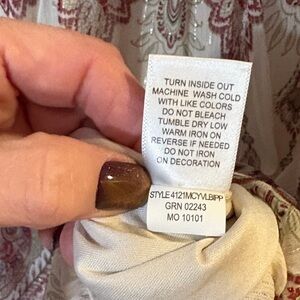 TURN INSIDE OUT
MACHINE WASH COLD
WITH LIKE COLORS
DO NOT BLEACH
TUMBLE DRY LOW
WARM IRON ON
REVERSE IF NEEDED
DO NOT IRON
ON DECORATION
STYLE4121MCYVLBIPP
GRN 02243
MO 10101